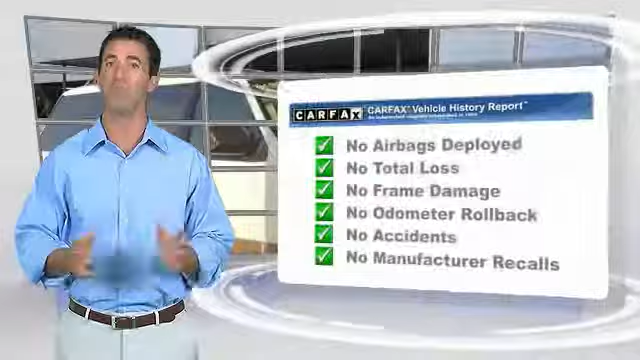 CARFAX CARFAX Vehicle History Report™
No Airbags Deployed
No Total Loss
No Frame Damage
No Odometer Rollback
No Accidents
No Manufacturer Recalls